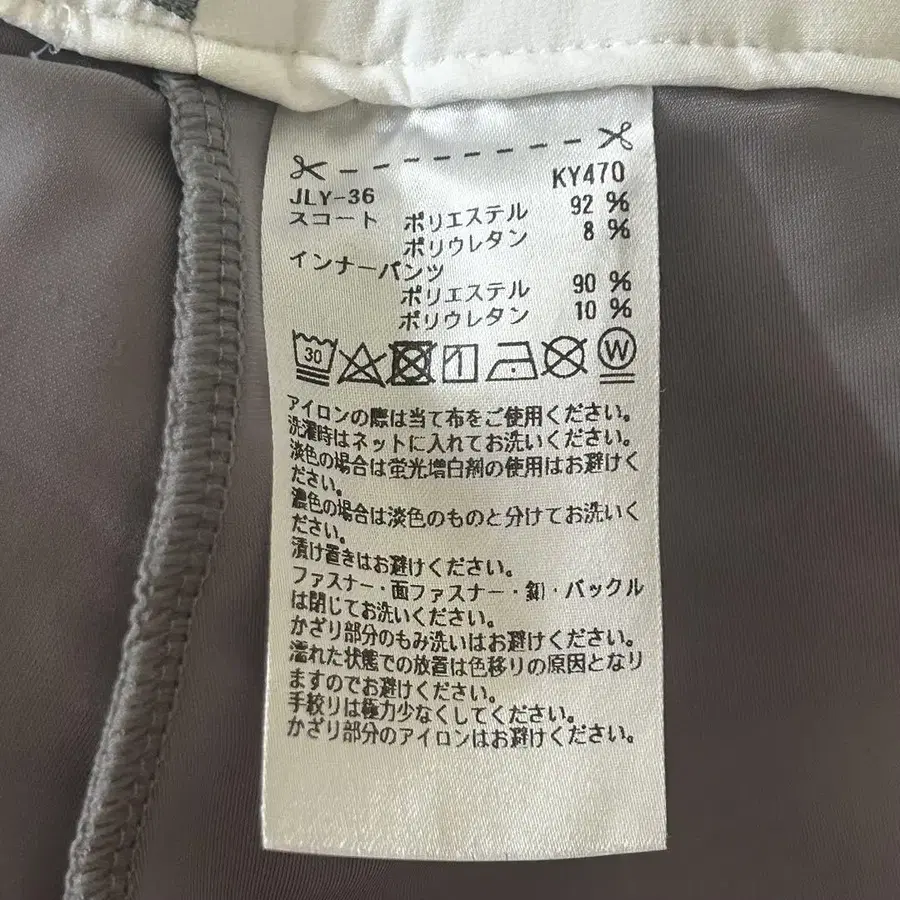 KY470
JLY-36
スコート ポリエステル 92 %
ポリウレタン 8 %
インナーパンツ
ポリエステル 90 %
ポリウレタン 10 %
30 W
アイロンの際は当て布をご使用ください。
洗濯時はネットに入れてお洗いください。
淡色の場合は蛍光増白剤の使用はお避けく
ださい。
濃色の場合は淡色のものと分けてお洗いく
ださい。
漬け置きはお避けください。
ファスナー・面ファスナー・釦・バックル
は閉じてお洗いください。
かざり部分のもみ洗いはお避けください。
濡れた状態での放置は色移りの原因となり
ますのでお避けください。
手絞りは極力少なくしてください。
かざり部分のアイロンはお避けください。